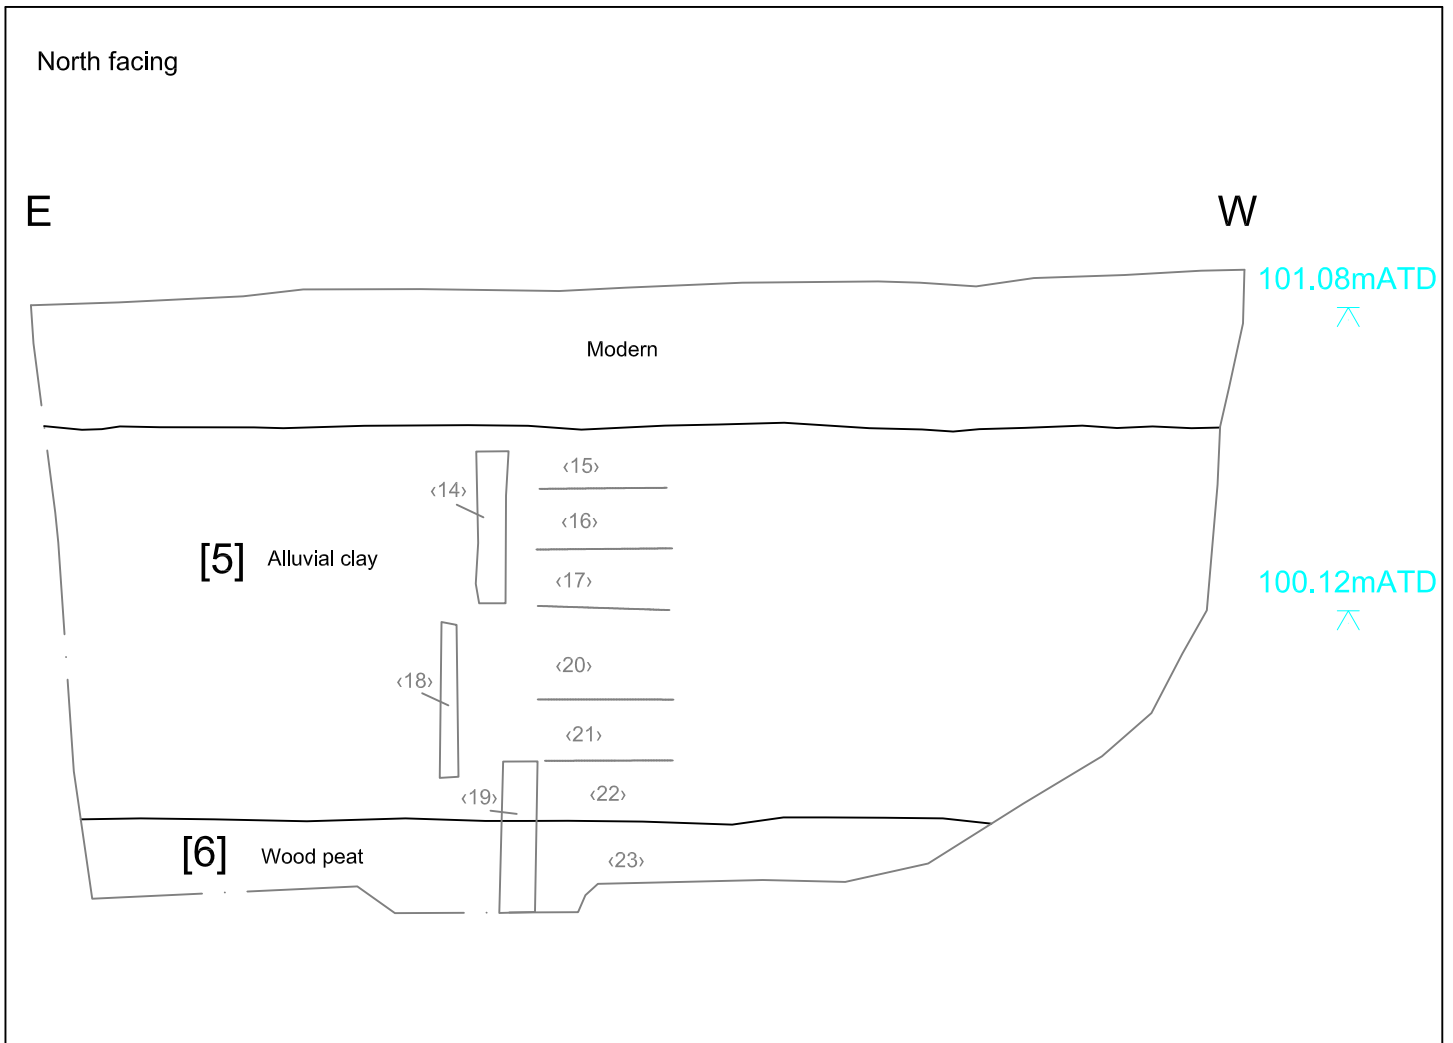 North facing
E
W
101.08mATD
Modern
‹15›
‹14›
‹16›
[5] Alluvial clay
‹17›
100.12mATD
‹20›
‹18›
‹21›
‹19›
‹22›
[6] Wood peat
‹23›